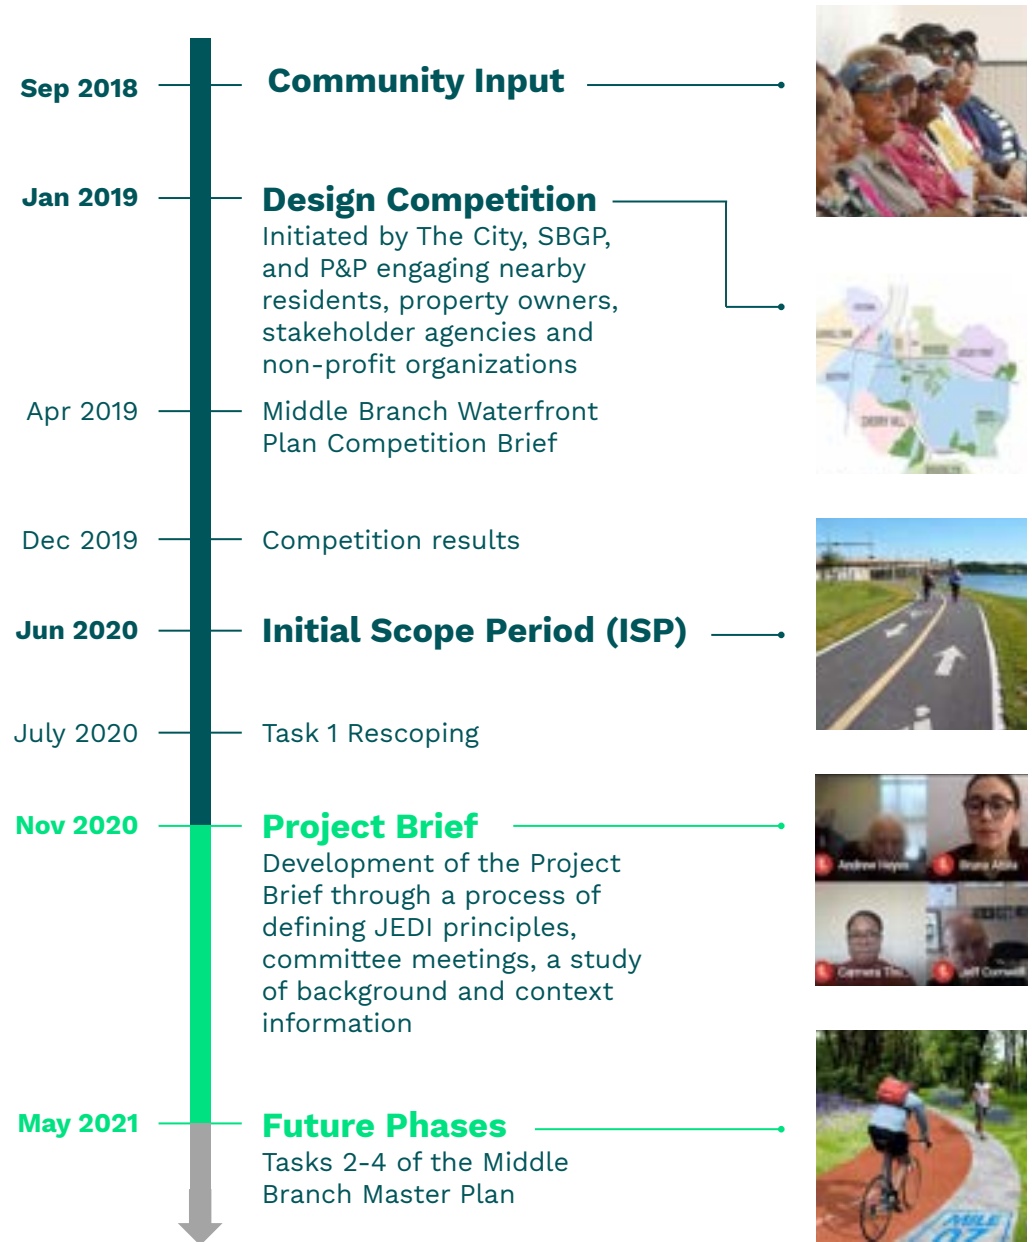 Sep 2018
Community Input
Jan 2019
Design Competition
Initiated by The City, SBGP,
and P&P engaging nearby
residents, property owners,
stakeholder agencies and
non-profit organizations
Apr 2019
Middle Branch Waterfront
Plan Competition Brief
CHERRY HILL
Dec 2019
Competition results
Jun 2020
Initial Scope Period (ISP)
July 2020
Task 1 Rescoping
Nov 2020
Project Brief
Development of the Project
Brief through a process of
defining JEDI principles,
committee meetings, a study
of background and context
information
Andrew
May 2021
Future Phases
Tasks 2-4 of the Middle
Branch Master Plan
MILE